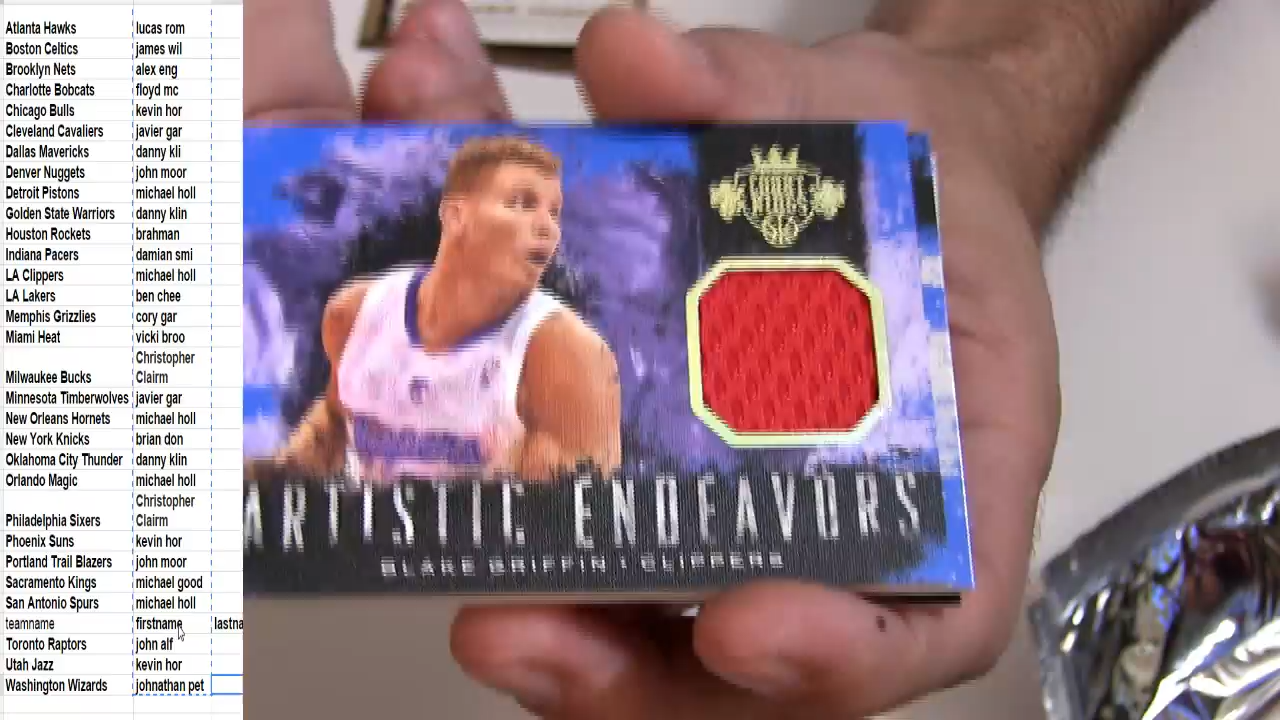 Atlanta Hawks lucas rom
Boston Celtics james wil
Brooklyn Nets alex eng
Charlotte Bobcats floyd mc
Chicago Bulls kevin hor
Cleveland Cavaliers javier gar
Dallas Mavericks danny kli
Denver Nuggets john moor
Detroit Pistons michael holl
Golden State Warriors danny klin
Houston Rockets brahman
Indiana Pacers damian smi
LA Clippers michael holl
LA Lakers ben chee
Memphis Grizzlies cory gar
Miami Heat vicki broo
Christopher
Milwaukee Bucks Clairm
Minnesota Timberwolves javier gar
New Orleans Hornets michael holl
New York Knicks brian don
Oklahoma City Thunder danny klin
Orlando Magic michael holl
Christopher
Philadelphia Sixers Clairm
Phoenix Suns kevin hor
Portland Trail Blazers john moor
Sacramento Kings michael good
San Antonio Spurs michael holl
teamname firstname lastna
Toronto Raptors john alf
Utah Jazz kevin hor
Washington Wizards johnathan pet
ARTISTIC ENDEAVORS
BLAKE GRIFFIN CLIPPERS